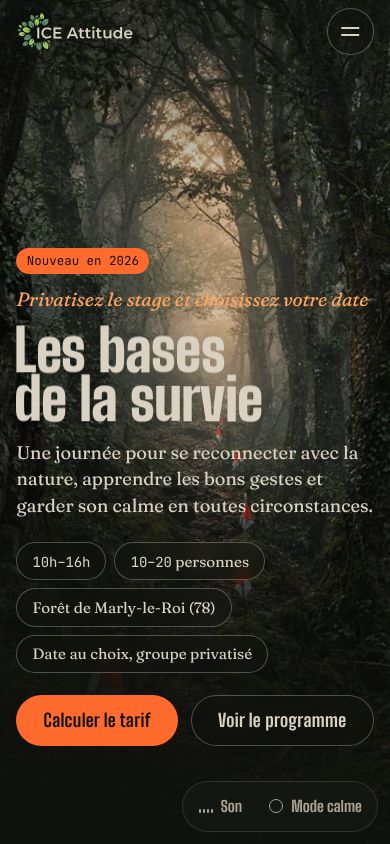 ICE Attitude
Nouveau en 2026
Privatisez le stage et choisissez votre date
Les bases
de la survie
Une journée pour se reconnecter avec la
nature, apprendre les bons gestes et
garder son calme en toutes circonstances.
10h–16h
10–20 personnes
Forêt de Marly-le-Roi (78)
Date au choix, groupe privatisé
Calculer le tarif
Voir le programme
Son
Mode calme